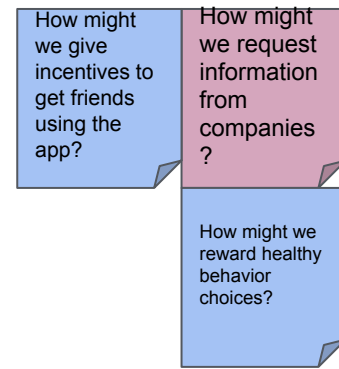 How might
we give
incentives to
get friends
using the
app?
How might
we request
information
from
companies
?
How might we
reward healthy
behavior
choices?